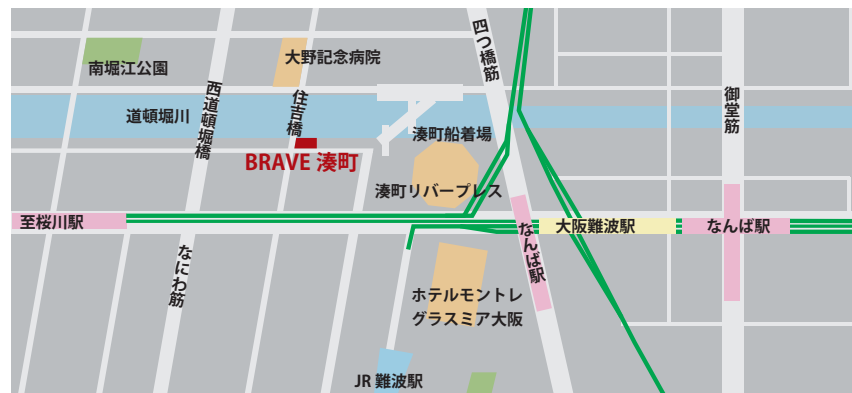 四つ橋筋
大野記念病院
南堀江公園
西道頓堀橋
住吉橋
御堂筋
道頓堀川
湊町船着場
BRAVE 湊町
湊町リバープレス
至桜川駅
なんば駅
大阪難波駅
なんば駅
なにわ筋
ホテルモントレ
グラスミア大阪
JR 難波駅